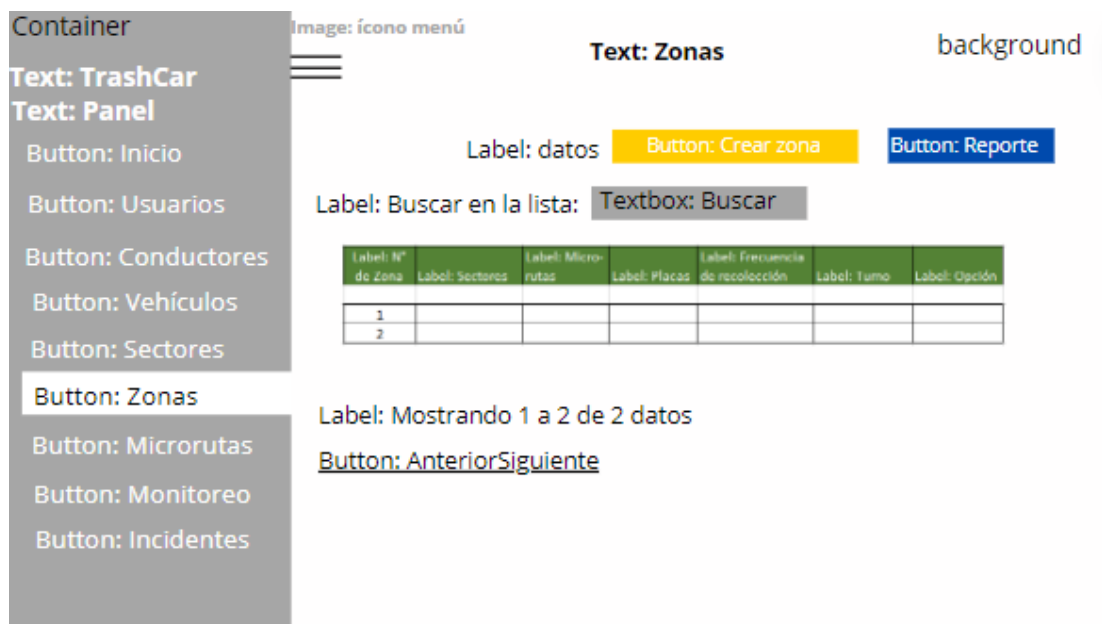 Container
Text: TrashCar
Text: Panel
Button: Inicio
Button: Usuarios
Button: Conductores
Button: Vehículos
Button: Sectores
Button: Zonas
Button: Microrutas
Button: Monitoreo
Button: Incidentes
Image: ícono menú
Text: Zonas
background
Label: datos
Button: Crear zona
Button: Reporte
Label: Buscar en la lista:
Textbox: Buscar
Label: N°
de Zona
Label: Sectores
Label: Micro-
rutas
Label: Placas
Label: Frecuencia
de recolección
Label: Turno
Label: Opción
1
2
Label: Mostrando 1 a 2 de 2 datos
Button: AnteriorSiguiente